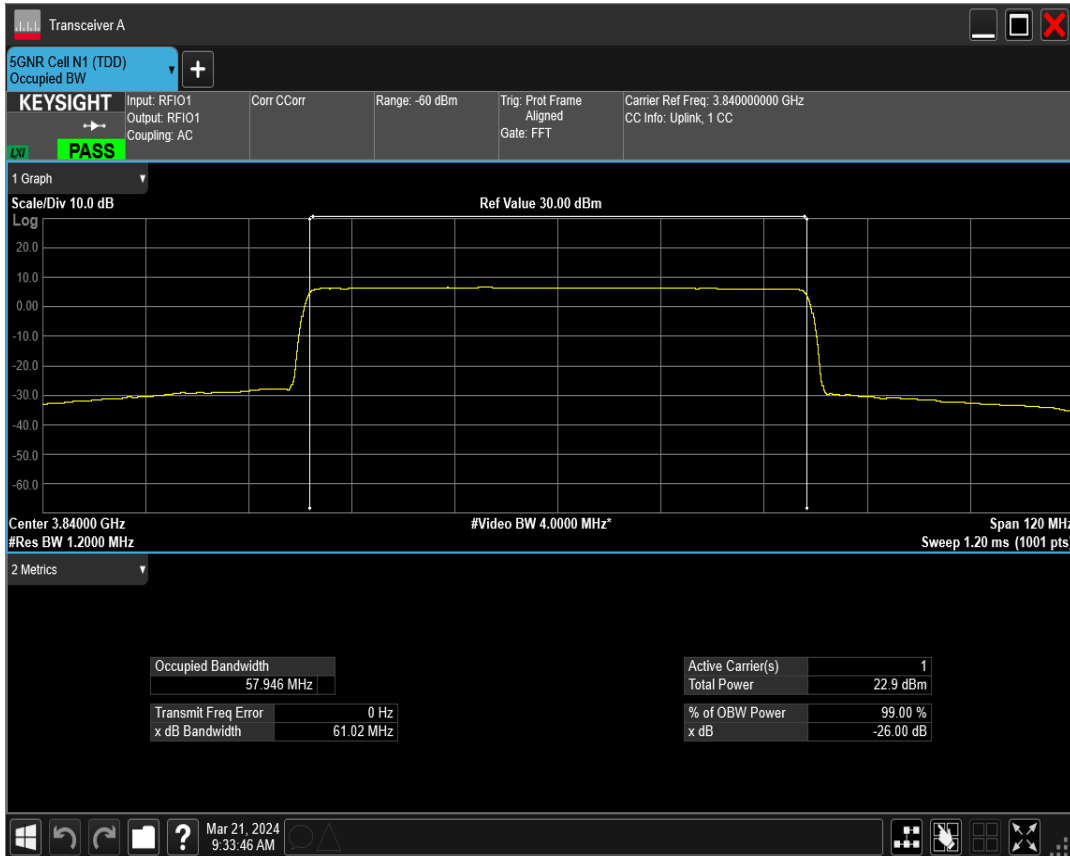 Transceiver A
5GNR Cell N1 (TDD)
Occupied BW
+
KEYSIGHT
LXI
PASS
Input: RFIO1
Output: RFIO1
Coupling: AC
Corr CCorr
Range: -60 dBm
Trig: Prot Frame
Aligned
Gate: FFT
Carrier Ref Freq: 3.840000000 GHz
CC Info: Uplink, 1 CC
1 Graph
Scale/Div 10.0 dB
Ref Value 30.00 dBm
Log
20.0
10.0
0.00
-10.0
-20.0
-30.0
-40.0
-50.0
-60.0
Center 3.84000 GHz
#Video BW 4.0000 MHz*
Span 120 MHz
#Res BW 1.2000 MHz
Sweep 1.20 ms (1001 pts)
2 Metrics
Occupied Bandwidth
57.946 MHz
Transmit Freq Error 0 Hz
x dB Bandwidth 61.02 MHz
Active Carrier(s) 1
Total Power 22.9 dBm
% of OBW Power 99.00 %
x dB -26.00 dB
?
Mar 21, 2024
9:33:46 AM